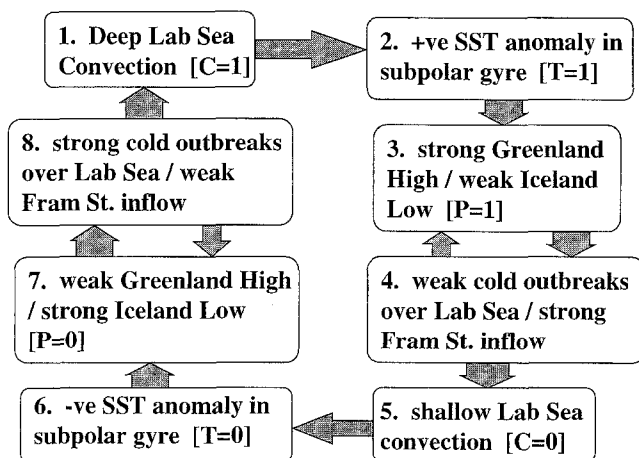 1. Deep Lab Sea
Convection [C=1]
2. +ve SST anomaly in
subpolar gyre [T=1]
3. strong Greenland
High / weak Iceland
Low [P=1]
4. weak cold outbreaks
over Lab Sea / strong
Fram St. inflow
5. shallow Lab Sea
convection [C=0]
6. -ve SST anomaly in
subpolar gyre [T=0]
7. weak Greenland High
/ strong Iceland Low
[P=0]
8. strong cold outbreaks
over Lab Sea / weak
Fram St. inflow